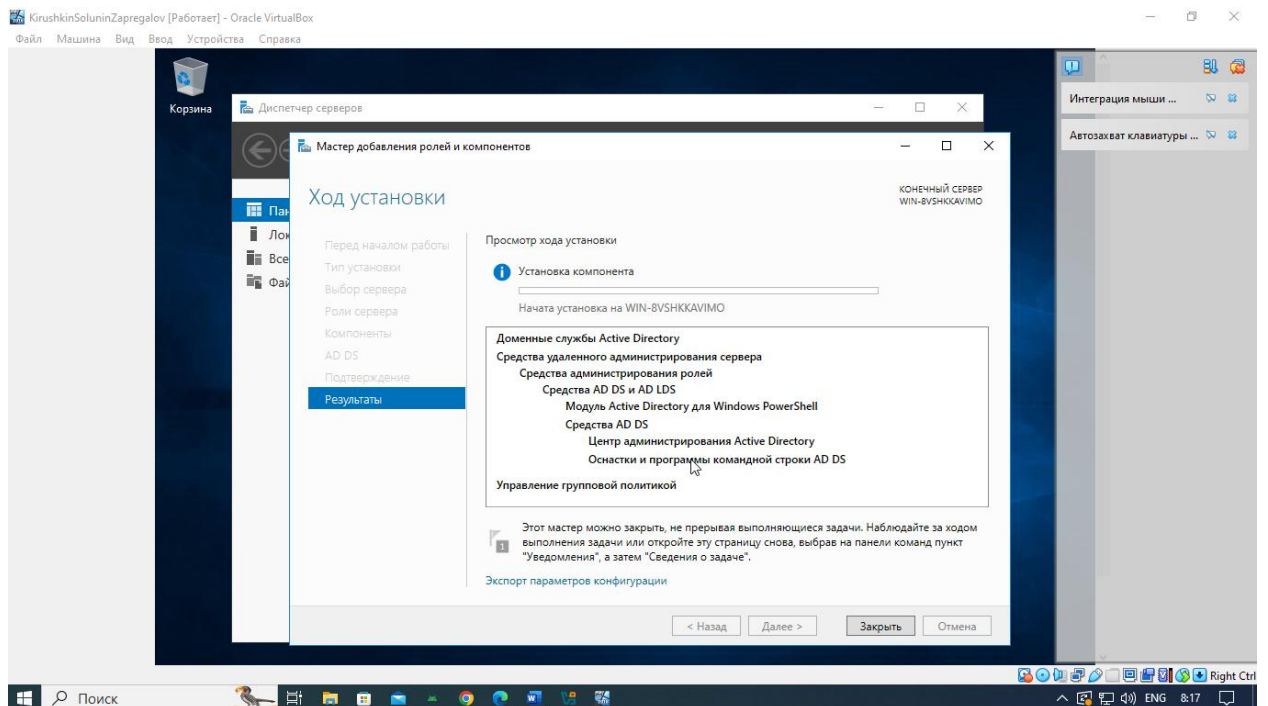 KirushkinSoluninZapregalov [Работает] - Oracle VirtualBox
Файл Машина Вид Ввод Устройства Справка
Корзина
Диспетчер серверов
Интеграция мыши ...
Автозахват клавиатуры ...
Мастер добавления ролей и компонентов
Ход установки
КОНЕЧНЫЙ СЕРВЕР
WIN-8VSHKKAVIMO
Пан
Лок
Все
Фай
Перед началом работы
Тип установки
Выбор сервера
Роли сервера
Компоненты
AD DS
Подтверждение
Результаты
Просмотр хода установки
Установка компонента
Начата установка на WIN-8VSHKKAVIMO
Доменные службы Active Directory
Средства удаленного администрирования сервера
Средства администрирования ролей
Средства AD DS и AD LDS
Модуль Active Directory для Windows PowerShell
Средства AD DS
Центр администрирования Active Directory
Оснастки и программы командной строки AD DS
Управление групповой политикой
1
Этот мастер можно закрыть, не прерывая выполняющиеся задачи. Наблюдайте за ходом
выполнения задачи или откройте эту страницу снова, выбрав на панели команд пункт
"Уведомления", а затем "Сведения о задаче".
Экспорт параметров конфигурации
< Назад
Далее >
Закрыть
Отмена
Right Ctrl
Поиск
ENG
8:17